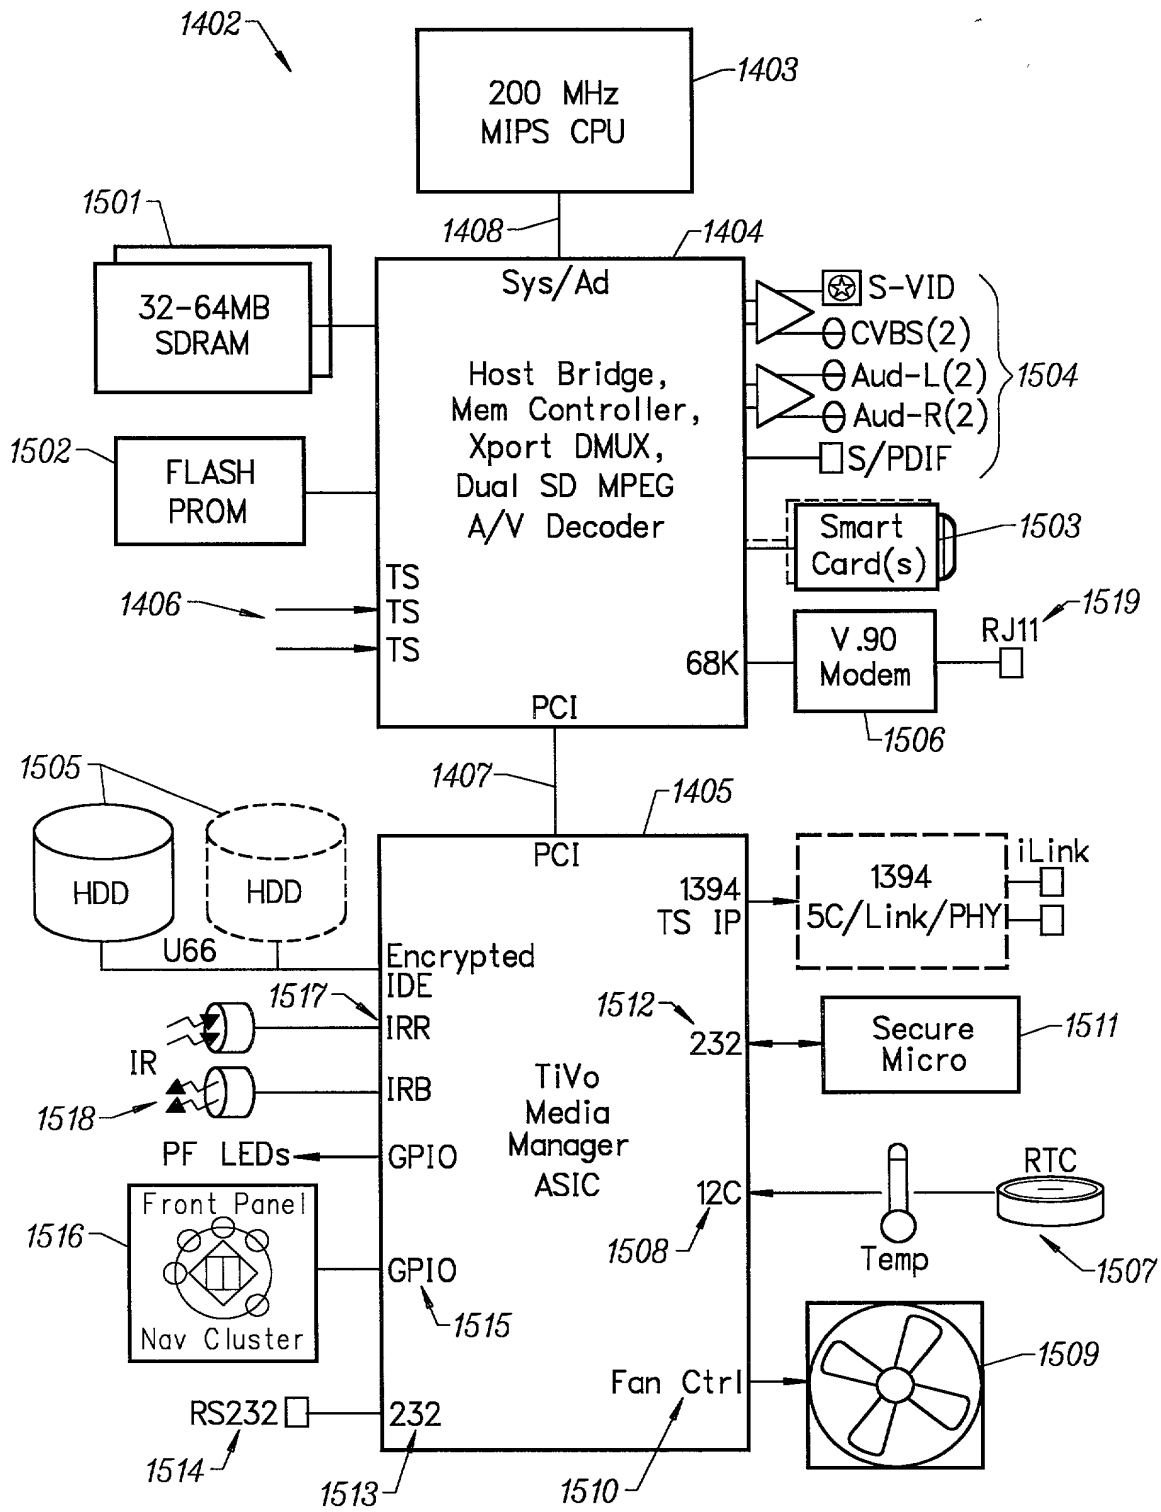 1402
200 MHz
MIPS CPU
1403
1408
1404
1501
32-64MB
SDRAM
Sys/Ad
Host Bridge,
Mem Controller,
Xport DMUX,
Dual SD MPEG
A/V Decoder
S-VID
CVBS(2)
Aud-L(2)
Aud-R(2)
S/PDIF
1504
1502
FLASH
PROM
Smart
Card(s)
1503
1406
TS
TS
TS
68K
V.90
Modem
RJ11
1519
1506
PCI
1407
1405
1505
HDD
HDD
U66
PCI
1394
TS IP
1394
5C/Link/PHY
iLink
Encrypted
IDE
1517
IRR
IR
IRB
1518
1512
232
Secure
Micro
1511
TiVo
Media
Manager
ASIC
PF LEDs
GPIO
12C
1508
Temp
RTC
1507
Front Panel
Nav Cluster
1516
GPIO
1515
Fan Ctrl
1510
1509
RS232
1514
232
1513